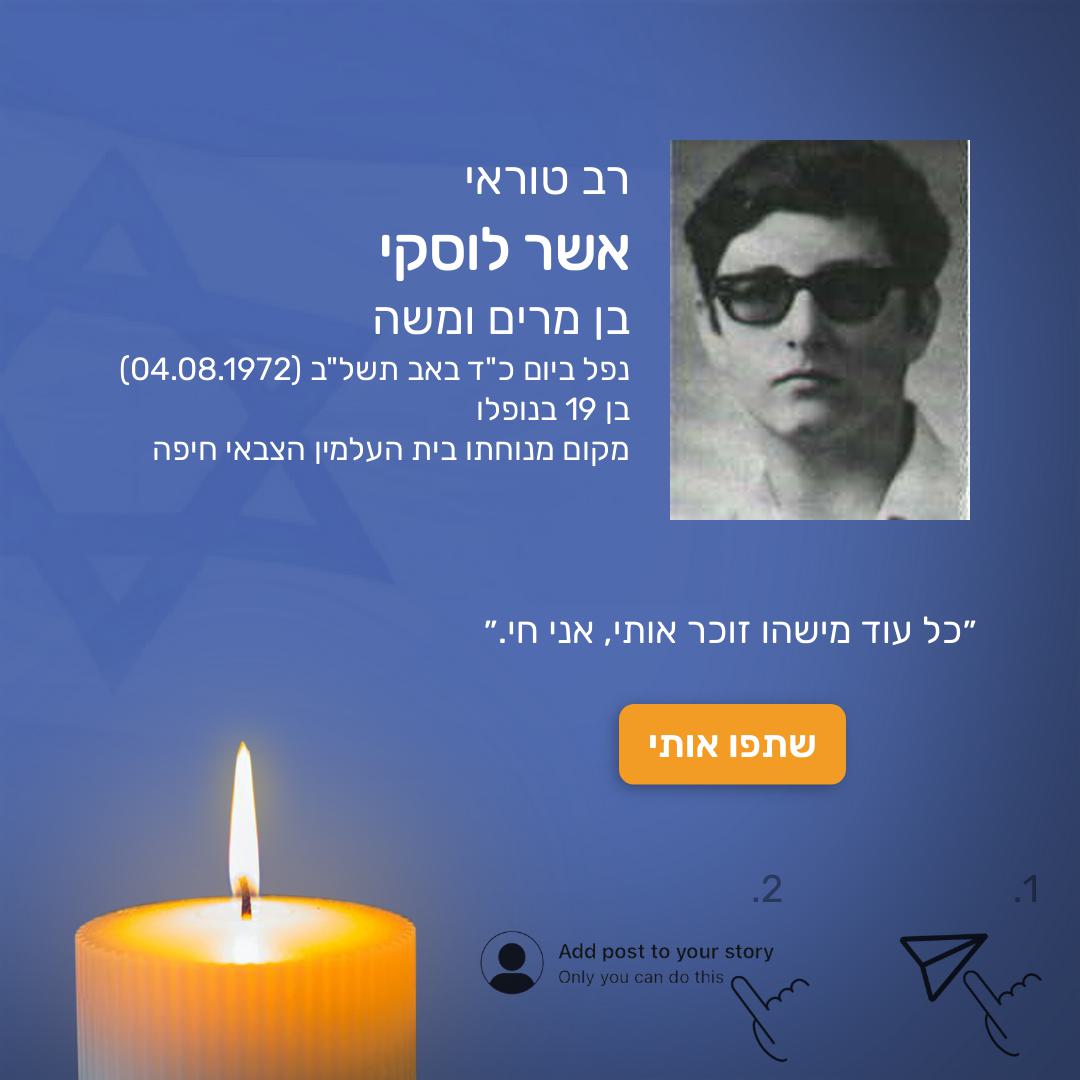 רב טוראי
אשר לוסקי
בן מרים ומשה
נפל ביום כ"ד באב תשל"ב (04.08.1972)
בן 19 בנופלו
מקום מנוחתו בית העלמין הצבאי חיפה
״כל עוד מישהו זוכר אותי, אני חי.״
שתפו אותי
1.
2.
Add post to your story
Only you can do this